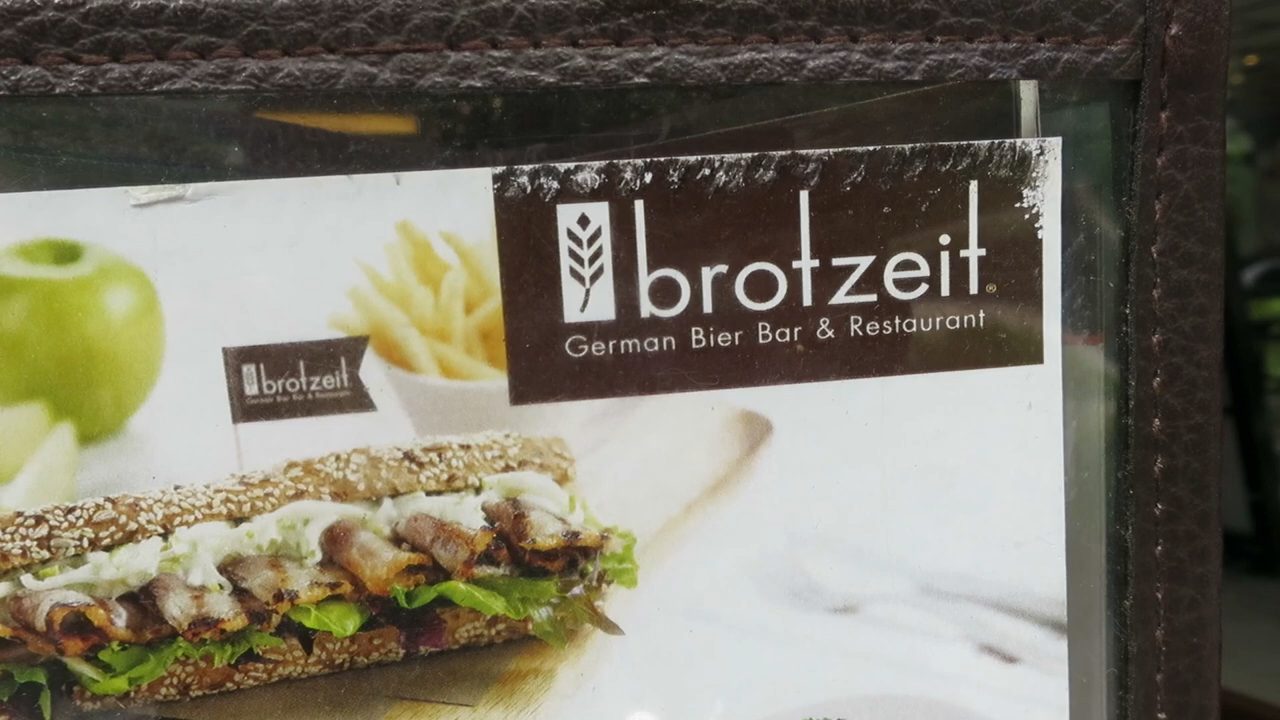 brotzeit®
German Bier Bar & Restaurant
brotzeit
German Bier Bar & Restaurant